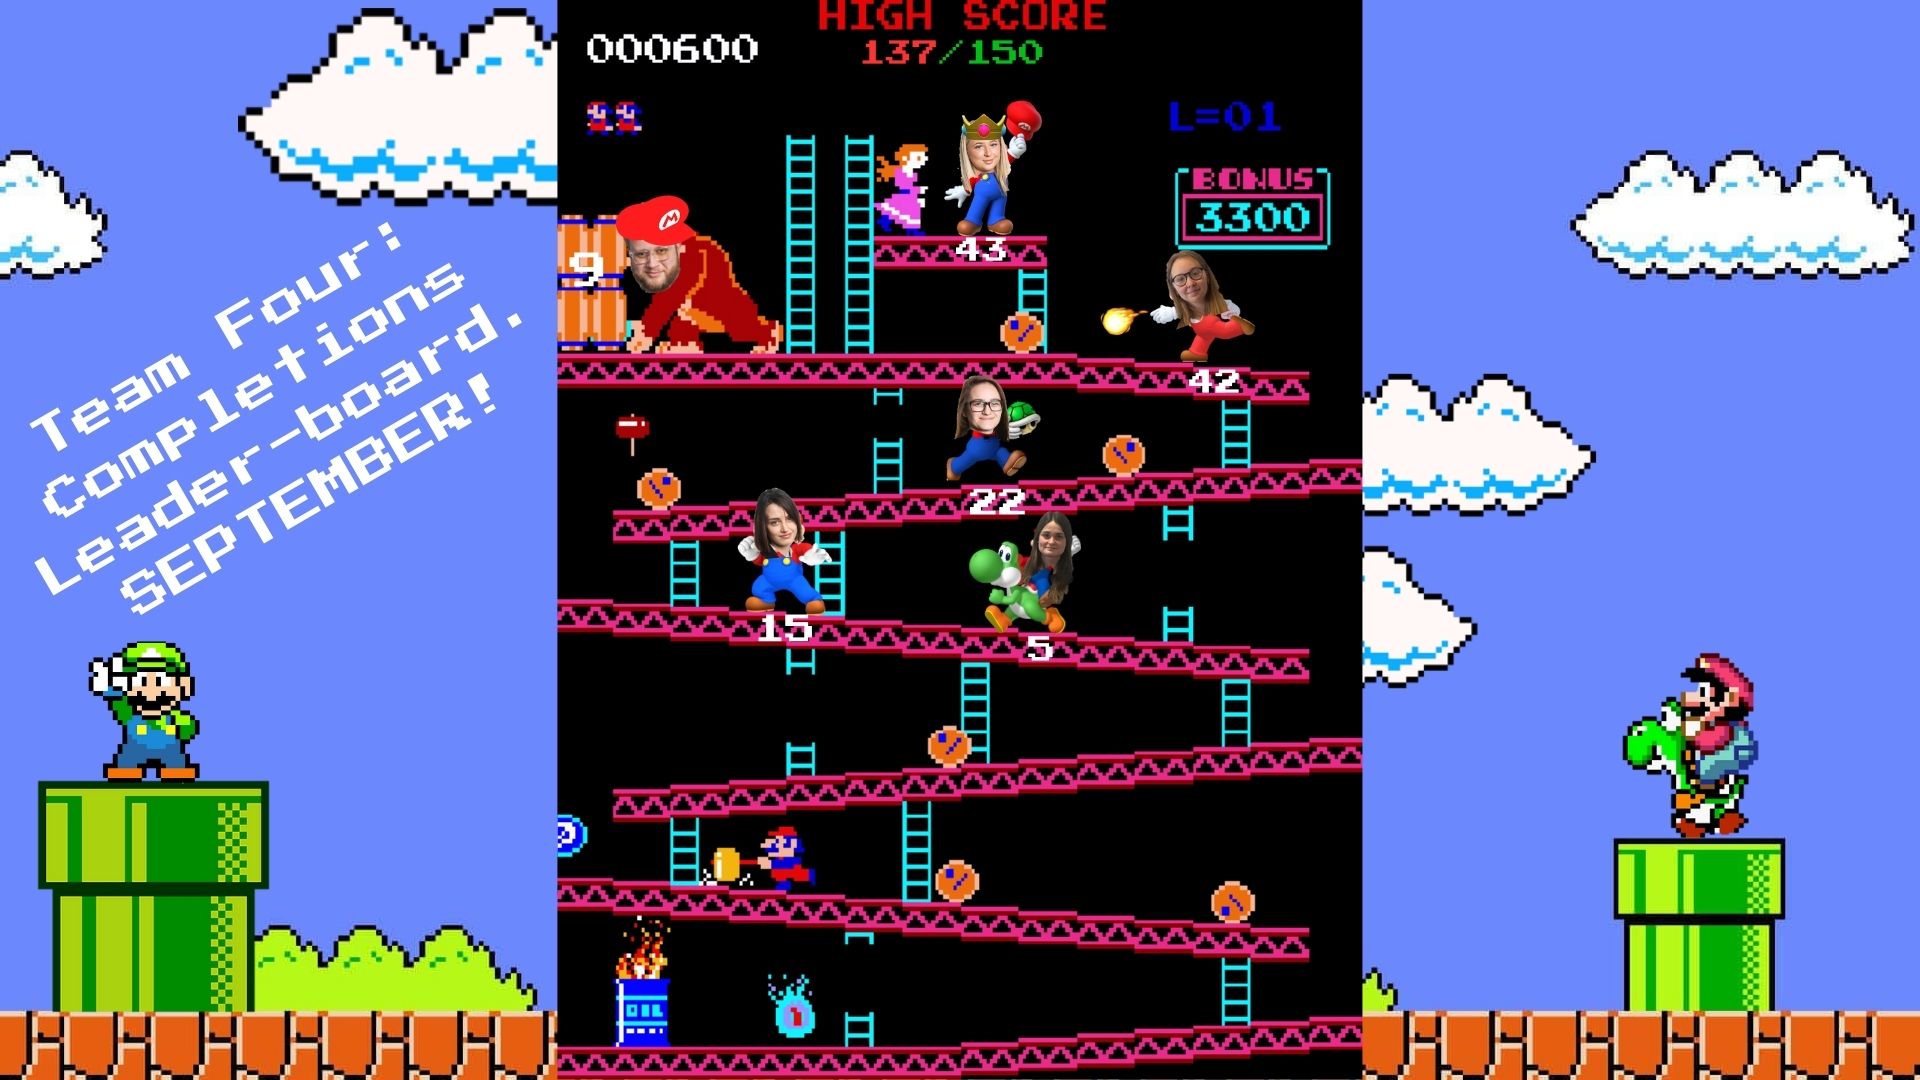 Team Four:
Completions
Leader-board.
SEPTEMBER!
HIGH SCORE
000600
137/150
L=01
BONUS
3300
43
9
42
22
15
5
OIL